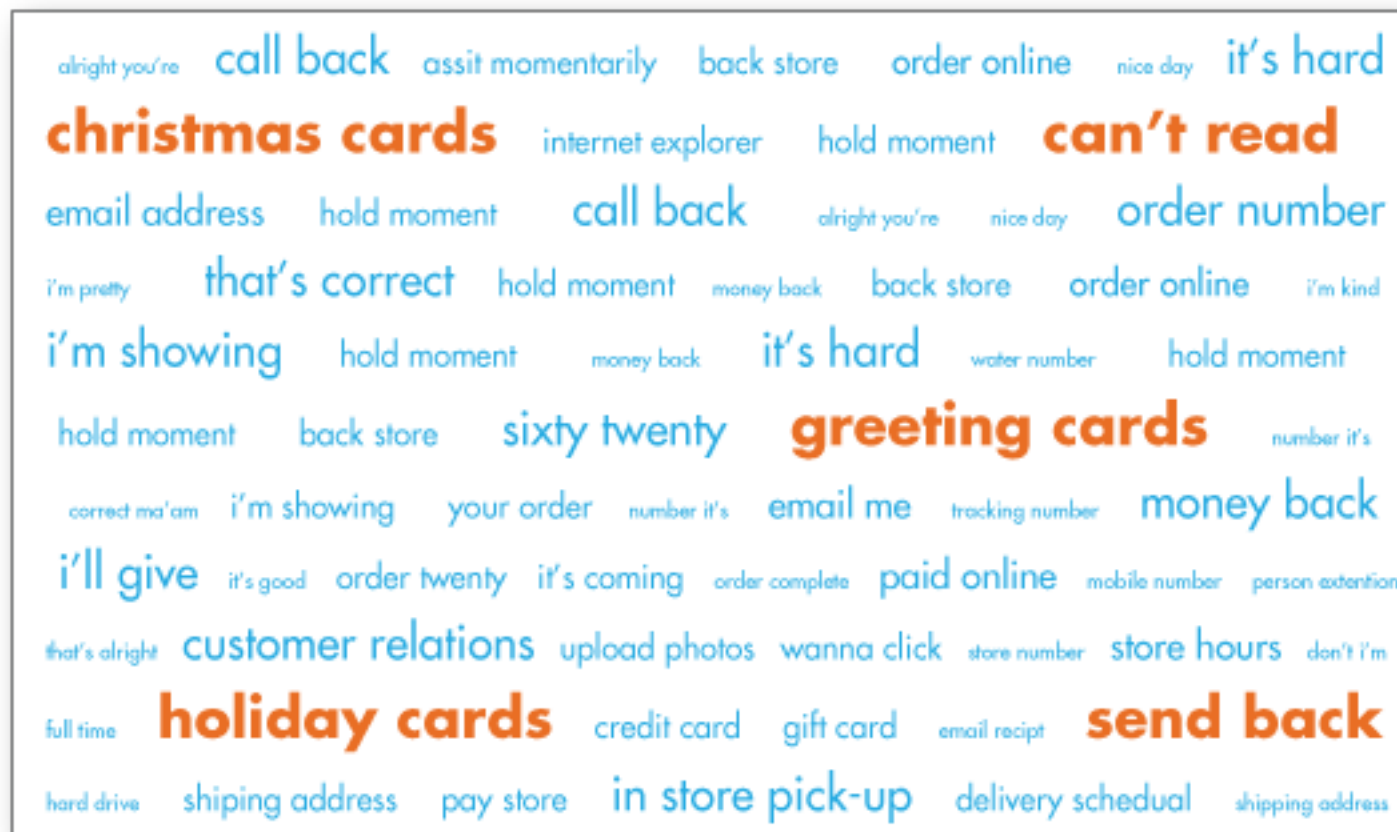 alright you're call back assit momentarily back store order online nice day it's hard
christmas cards internet explorer hold moment can't read
email address hold moment call back alright you're nice day order number
i'm pretty that's correct hold moment money back back store order online i'm kind
i'm showing hold moment money back it's hard water number hold moment
hold moment back store sixty twenty greeting cards number it's
correct ma'am i'm showing your order number it's email me tracking number money back
i'll give it's good order twenty it's coming order complete paid online mobile number person extention
that's alright customer relations upload photos wanna click store number store hours don't i'm
full time holiday cards credit card gift card email recipt send back
hard drive shiping address pay store in store pick-up delivery schedual shipping address